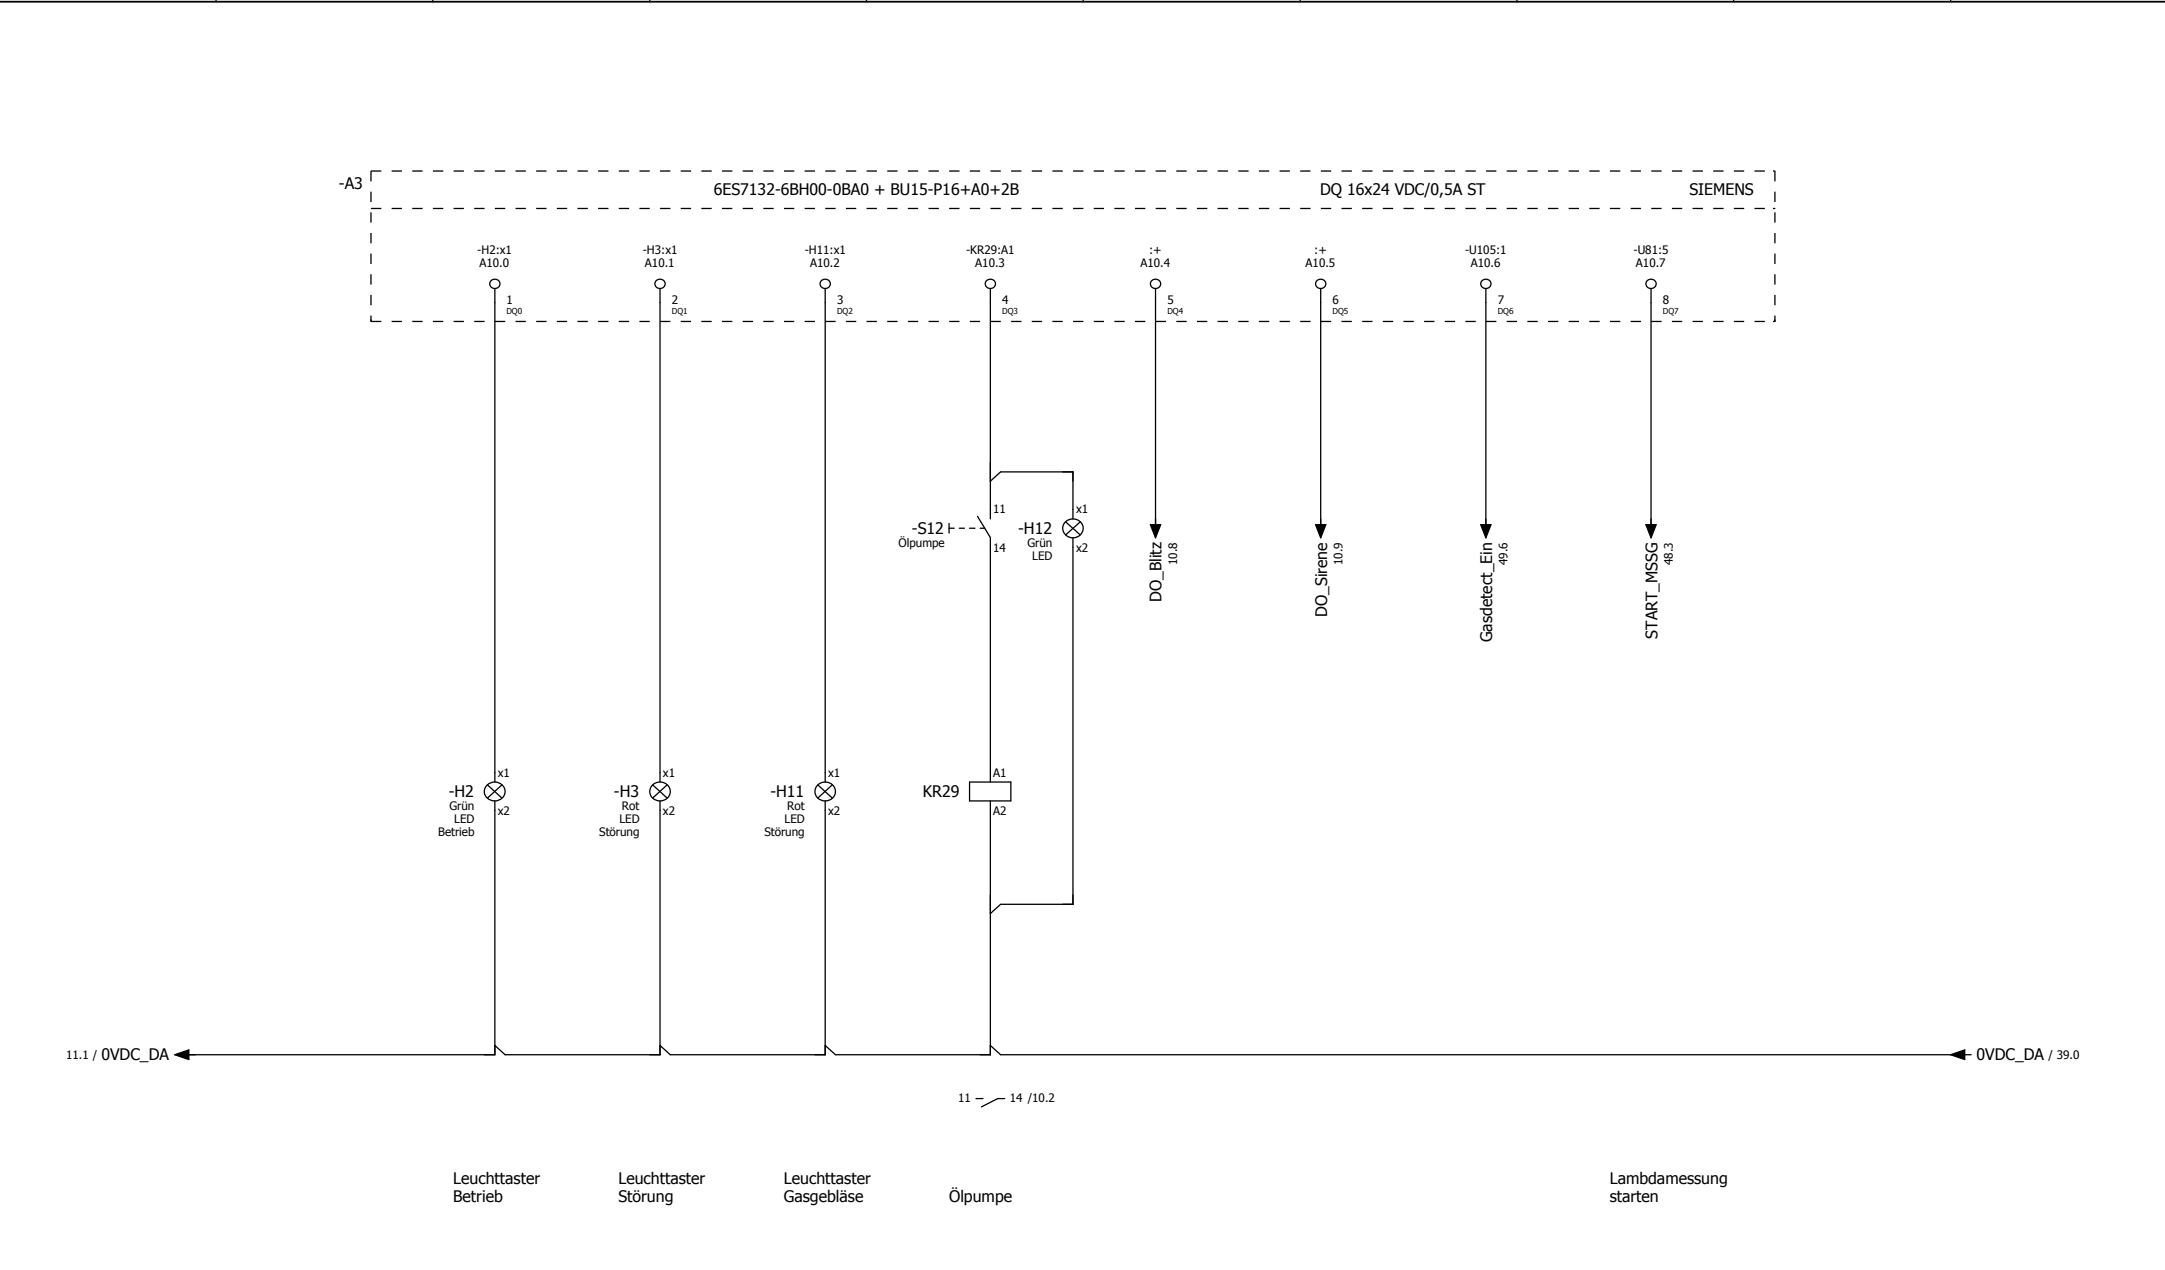 -A3
6ES7132-6BH00-0BA0 + BU15-P16+A0+2B
DQ 16x24 VDC/0,5A ST
SIEMENS
-H2:x1
A10.0
-H3:x1
A10.1
-H11:x1
A10.2
-KR29:A1
A10.3
:+
A10.4
:+
A10.5
-U105:1
A10.6
-U81:5
A10.7
1
DQ0
2
DQ1
3
DQ2
4
DQ3
5
DQ4
6
DQ5
7
DQ6
8
DQ7
-S12
Ölpumpe
11
14
-H12
Grün
LED
x1
x2
DO_Blitz
10.8
DO_Sirene
10.9
Gasdetect_Ein
49.6
START_MSSG
48.3
-H2
Grün
LED
Betrieb
x1
x2
-H3
Rot
LED
Störung
x1
x2
-H11
Rot
LED
Störung
x1
x2
KR29
A1
A2
11.1 / 0VDC_DA
0VDC_DA / 39.0
11 14 /10.2
Leuchttaster
Betrieb
Leuchttaster
Störung
Leuchttaster
Gasgebläse
Ölpumpe
Lambdamessung
starten